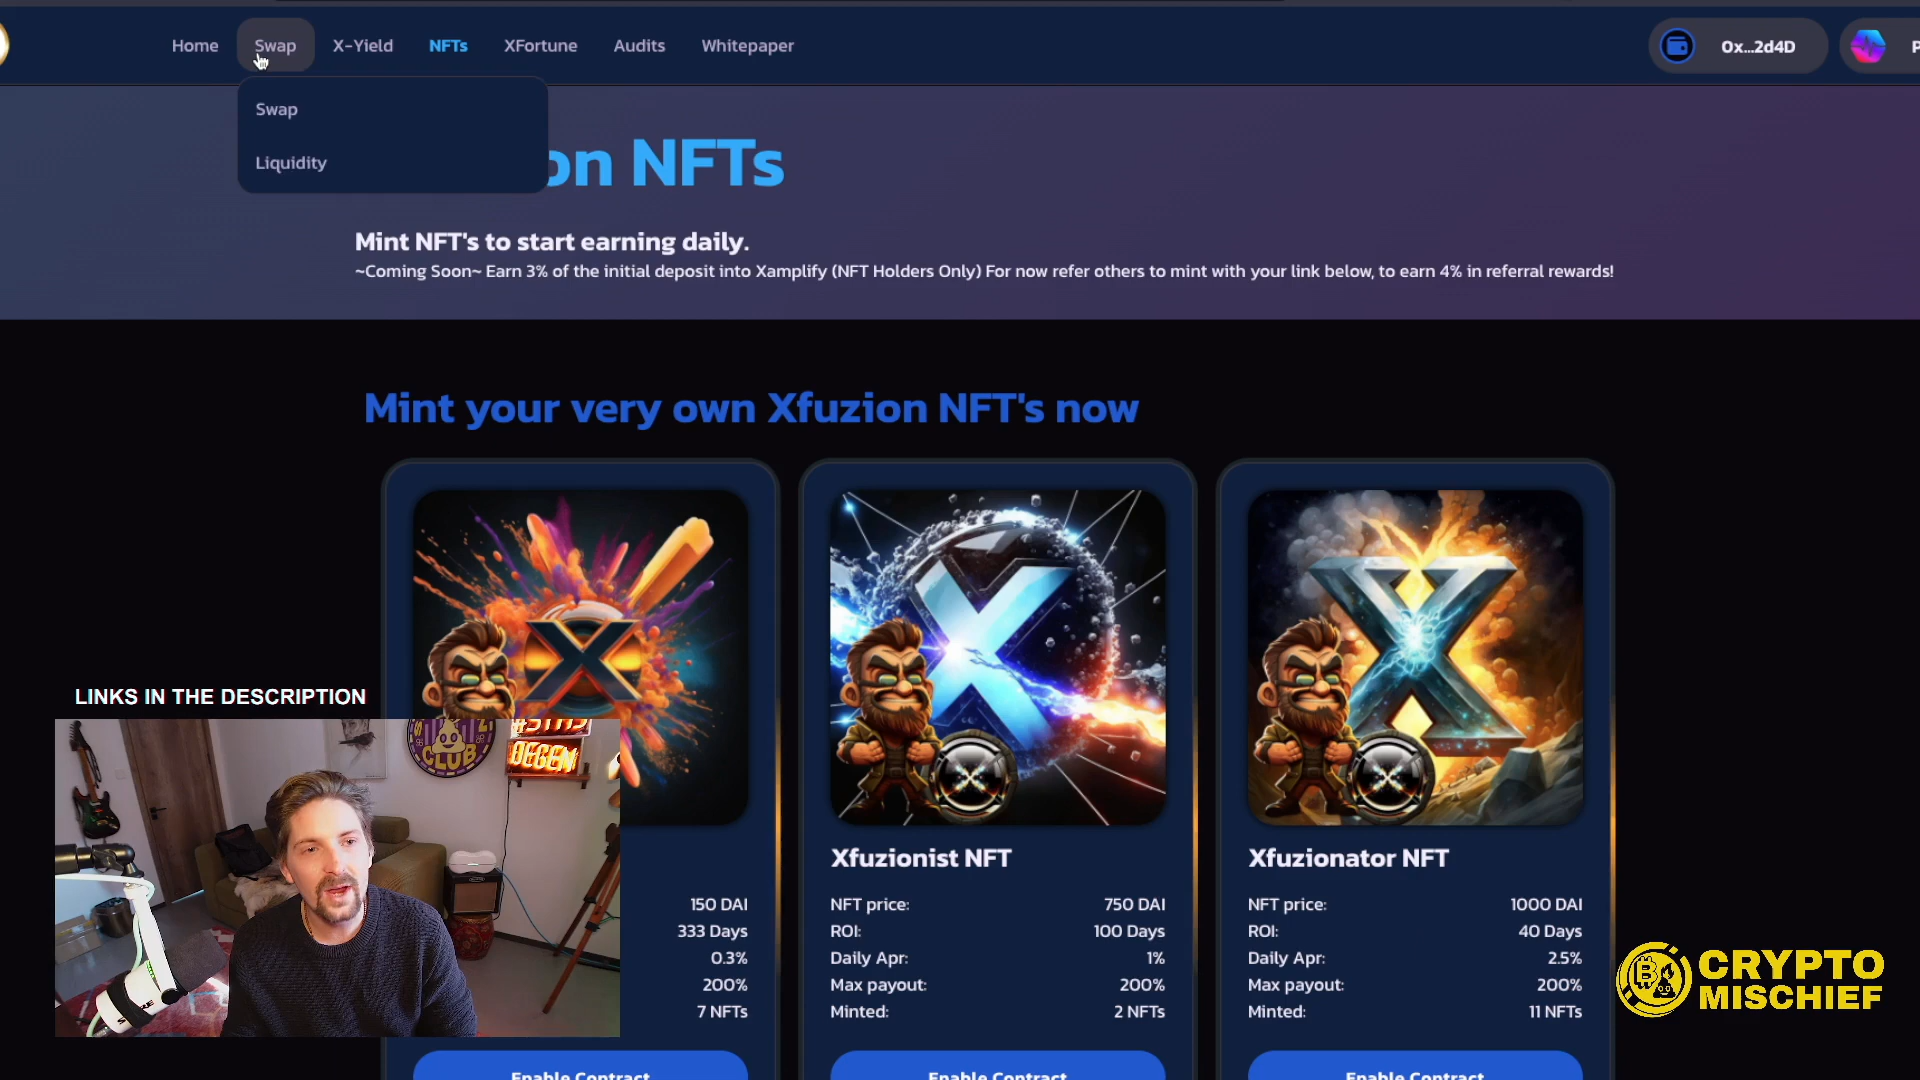 Home
Swap
X-Yield
NFTs
XFortune
Audits
Whitepaper
0x...2d4D
P
Swap
Liquidity
on NFTs
Mint NFT's to start earning daily.
~Coming Soon~ Earn 3% of the initial deposit into Xamplify (NFT Holders Only) For now refer others to mint with your link below, to earn 4% in referral rewards!
Mint your very own Xfuzion NFT's now
LINKS IN THE DESCRIPTION
CLUB
DEGEN
150 DAI
333 Days
0.3%
200%
7 NFTs
Enable Contract
Xfuzionist NFT
NFT price: 750 DAI
ROI: 100 Days
Daily Apr: 1%
Max payout: 200%
Minted: 2 NFTs
Enable Contract
Xfuzionator NFT
NFT price: 1000 DAI
ROI: 40 Days
Daily Apr: 2.5%
Max payout: 200%
Minted: 11 NFTs
Enable Contract
CRYPTO
MISCHIEF